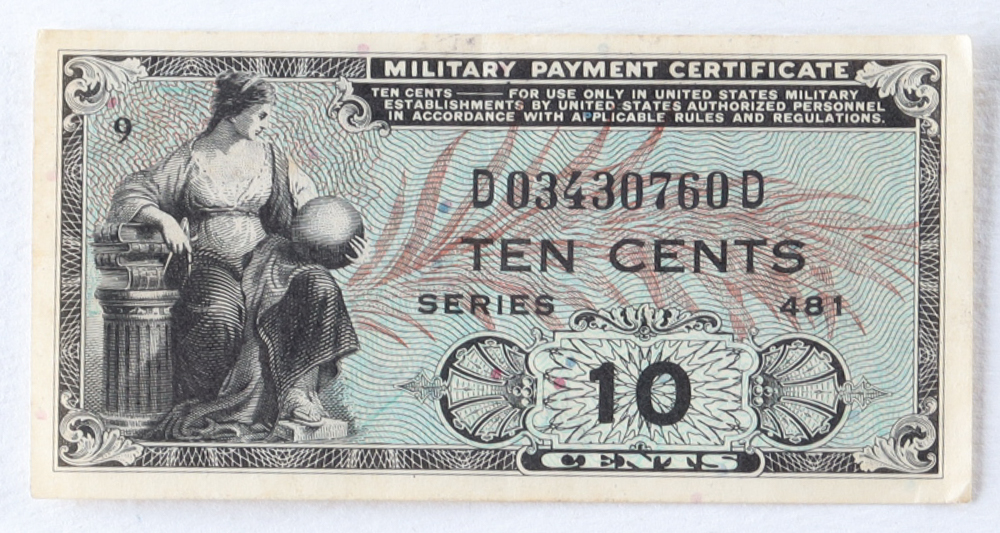 MILITARY PAYMENT CERTIFICATE
TEN CENTS — FOR USE ONLY IN UNITED STATES MILITARY
ESTABLISHMENTS BY UNITED STATES AUTHORIZED PERSONNEL
IN ACCORDANCE WITH APPLICABLE RULES AND REGULATIONS.
9
D03430760D
TEN CENTS
SERIES 481
10
CENTS